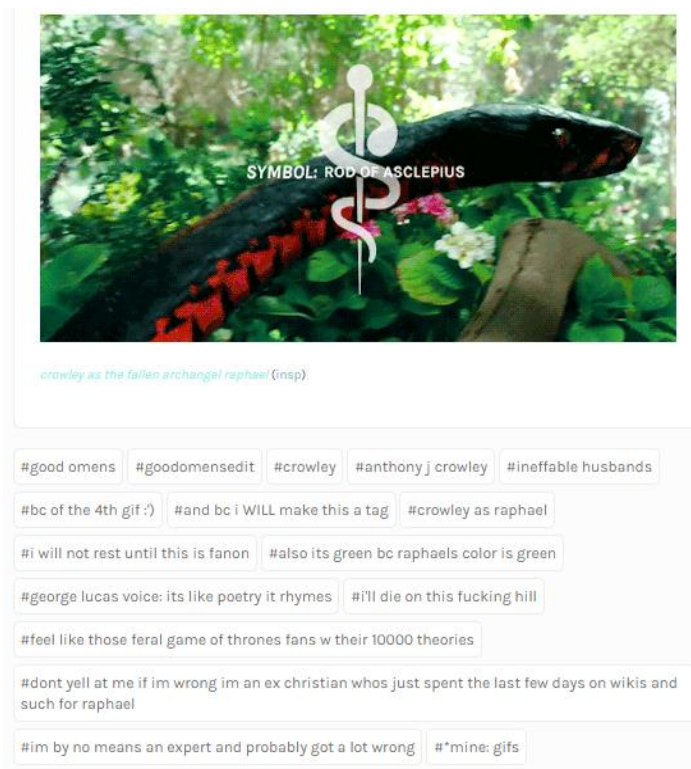 SYMBOL: ROD OF ASCLEPIUS
crowley as the fallen archangel raphael (insp)
#good omens #goodomensedit #crowley #anthony j crowley #ineffable husbands
#bc of the 4th gif :') #and bc i WILL make this a tag #crowley as raphael
#i will not rest until this is fanon #also its green bc raphaels color is green
#george lucas voice: its like poetry it rhymes #i'll die on this fucking hill
#feel like those feral game of thrones fans w their 10000 theories
#dont yell at me if im wrong im an ex christian whos just spent the last few days on wikis and
such for raphael
#im by no means an expert and probably got a lot wrong #*mine: gifs